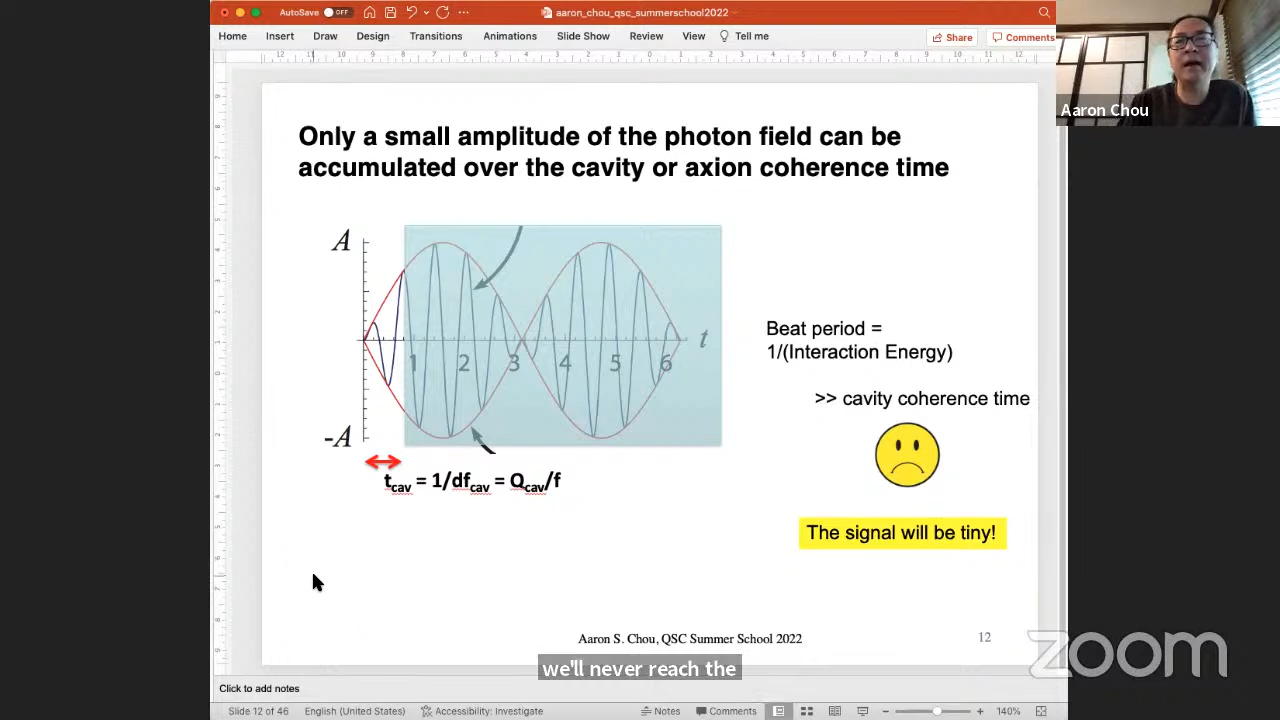 AutoSave OFF
aaron_chou_qsc_summerschool2022
Home Insert Draw Design Transitions Animations Slide Show Review View Tell me
Share Comments
Aaron Chou
Only a small amplitude of the photon field can be
accumulated over the cavity or axion coherence time
A
-A
1 2 3 4 5 6
t
tcav = 1/dfcav = Qcav/f
Beat period =
1/(Interaction Energy)
>> cavity coherence time
The signal will be tiny!
Aaron S. Chou, QSC Summer School 2022
12
we'll never reach the
zoom
Click to add notes
Slide 12 of 46 English (United States) Accessibility: Investigate Notes Comments 140%